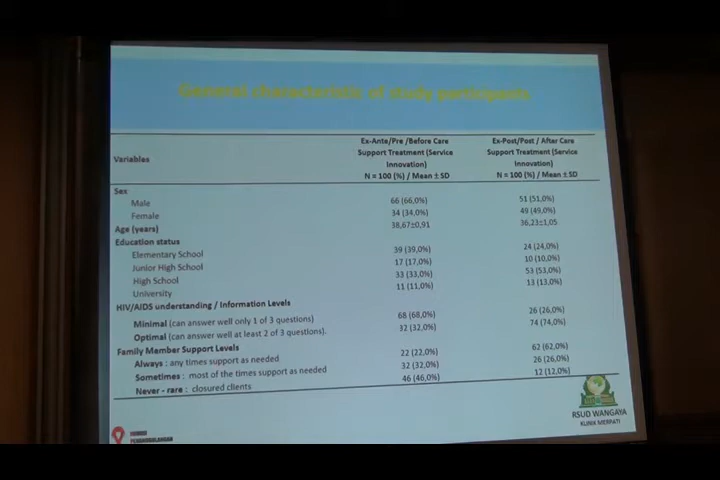 General characteristic of study participants
Variables
Ex-Ante/Pre /Before Care
Support Treatment (Service
Innovation)
N = 100 (%) / Mean ± SD
Ex-Post/Post / After Care
Support Treatment (Service
Innovation)
N = 100 (%) / Mean ± SD
Sex
Male 66 (66,0%) 51 (51,0%)
Female 34 (34,0%) 49 (49,0%)
Age (years) 38,67±0,91 36,23±1,05
Education status
Elementary School 39 (39,0%) 24 (24,0%)
Junior High School 17 (17,0%) 10 (10,0%)
High School 33 (33,0%) 53 (53,0%)
University 11 (11,0%) 13 (13,0%)
HIV/AIDS understanding / Information Levels
Minimal (can answer well only 1 of 3 questions) 68 (68,0%) 26 (26,0%)
Optimal (can answer well at least 2 of 3 questions). 32 (32,0%) 74 (74,0%)
Family Member Support Levels
Always : any times support as needed 22 (22,0%) 62 (62,0%)
Sometimes : most of the times support as needed 32 (32,0%) 26 (26,0%)
Never - rare : closured clients 46 (46,0%) 12 (12,0%)
RSUD WANGAYA
KLINIK MERPATI